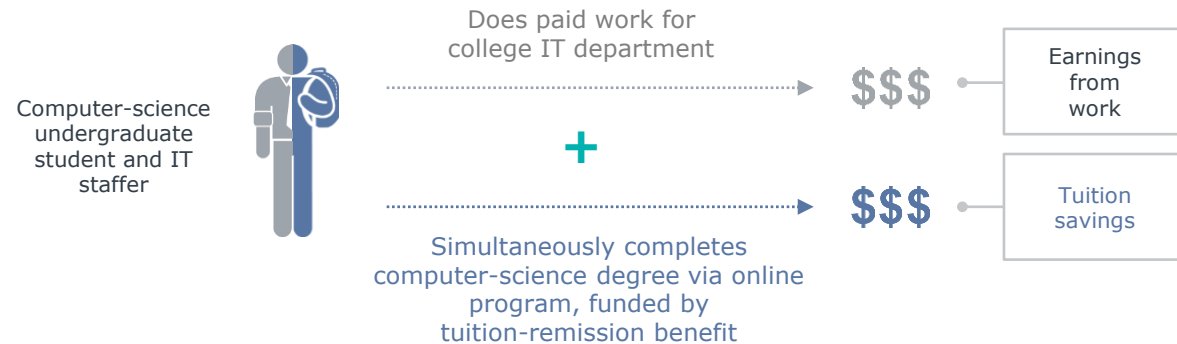 Computer-science
undergraduate
student and IT
staffer
Does paid work for
college IT department
$$$
Earnings
from
work
+
$$$
Tuition
savings
Simultaneously completes
computer-science degree via online
program, funded by
tuition-remission benefit